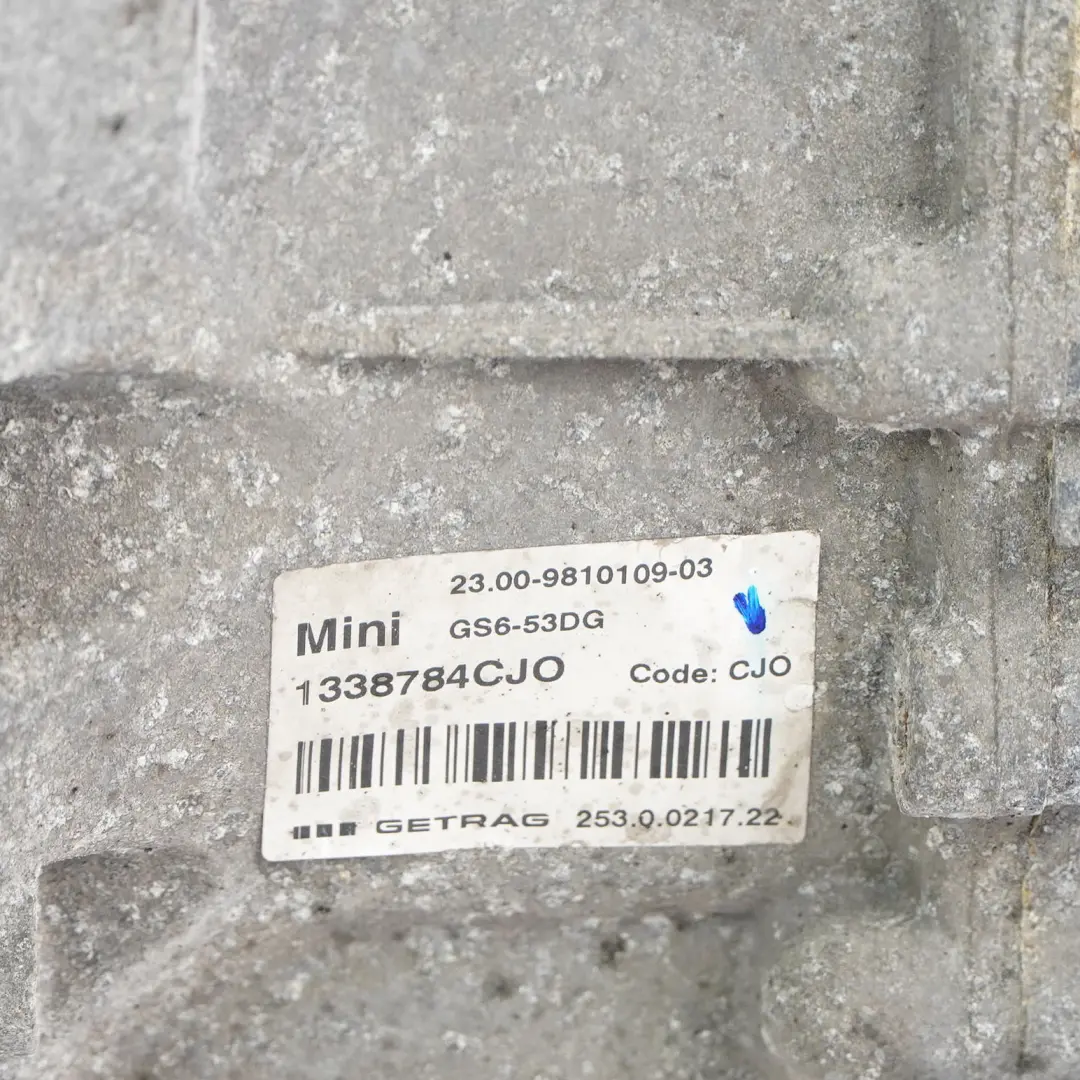 23.00-9810109-03
Mini GS6-53DG
1338784CJO Code: CJO
GETRAG 253.0.0217.22